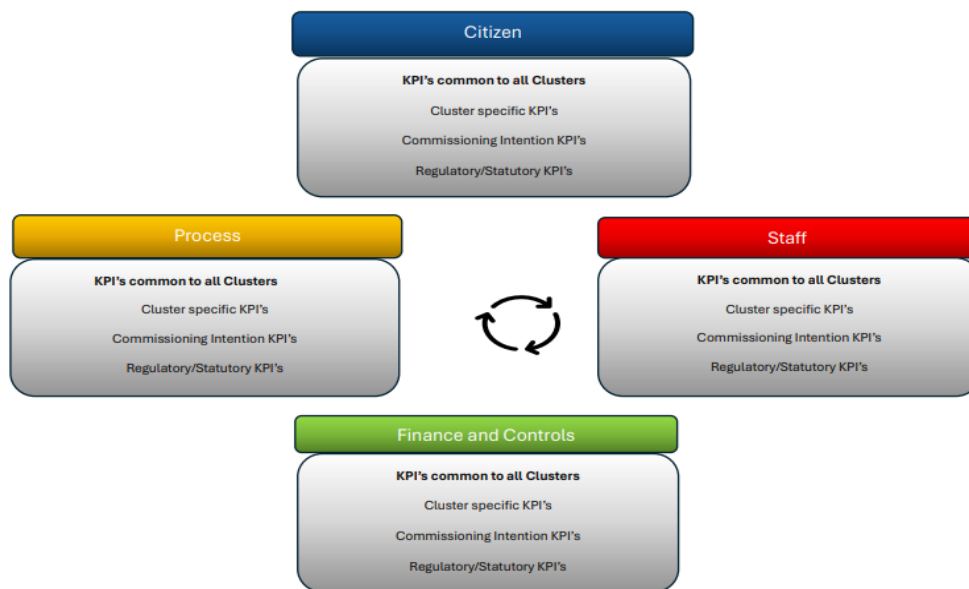 Citizen
KPI's common to all Clusters
Cluster specific KPI's
Commissioning Intention KPI's
Regulatory/Statutory KPI's
Process
KPI's common to all Clusters
Cluster specific KPI's
Commissioning Intention KPI's
Regulatory/Statutory KPI's
Staff
KPI's common to all Clusters
Cluster specific KPI's
Commissioning Intention KPI's
Regulatory/Statutory KPI's
Finance and Controls
KPI's common to all Clusters
Cluster specific KPI's
Commissioning Intention KPI's
Regulatory/Statutory KPI's